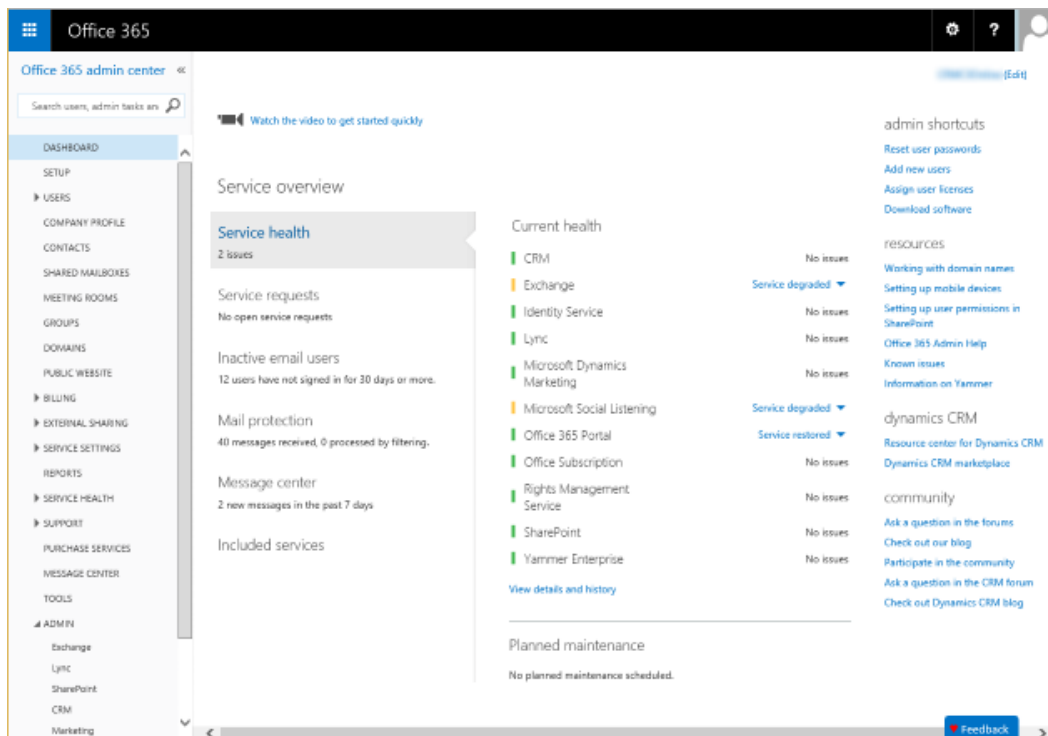 Office 365
?
Office 365 admin center «
Search users, admin tasks an
DASHBOARD
SETUP
USERS
COMPANY PROFILE
CONTACTS
SHARED MAILBOXES
MEETING ROOMS
GROUPS
DOMAINS
PUBLIC WEBSITE
BILLING
EXTERNAL SHARING
SERVICE SETTINGS
REPORTS
SERVICE HEALTH
SUPPORT
PURCHASE SERVICES
MESSAGE CENTER
TOOLS
ADMIN
Exchange
Lync
SharePoint
CRM
Marketing
Watch the video to get started quickly
Service overview
Service health
2 issues
Service requests
No open service requests
Inactive email users
12 users have not signed in for 30 days or more.
Mail protection
40 messages received, 0 processed by filtering.
Message center
2 new messages in the past 7 days
Included services
Current health
CRM No issues
Exchange Service degraded
Identity Service No issues
Lync No issues
Microsoft Dynamics
Marketing No issues
Microsoft Social Listening Service degraded
Office 365 Portal Service restored
Office Subscription No issues
Rights Management
Service No issues
SharePoint No issues
Yammer Enterprise No issues
View details and history
Planned maintenance
No planned maintenance scheduled.
(Edit)
admin shortcuts
Reset user passwords
Add new users
Assign user licenses
Download software
resources
Working with domain names
Setting up mobile devices
Setting up user permissions in
SharePoint
Office 365 Admin Help
Known issues
Information on Yammer
dynamics CRM
Resource center for Dynamics CRM
Dynamics CRM marketplace
community
Ask a question in the forums
Check out our blog
Participate in the community
Ask a question in the CRM forum
Check out Dynamics CRM blog
Feedback